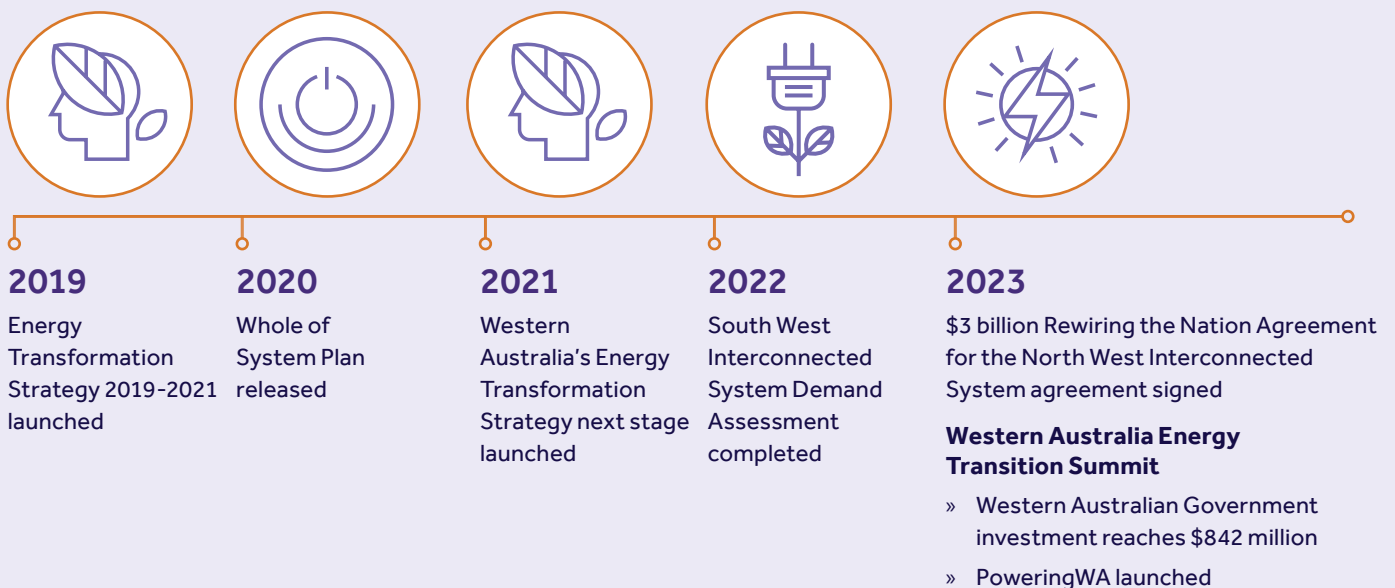 2019
Energy
Transformation
Strategy 2019-2021
launched
2020
Whole of
System Plan
released
2021
Western
Australia's Energy
Transformation
Strategy next stage
launched
2022
South West
Interconnected
System Demand
Assessment
completed
2023
$3 billion Rewiring the Nation Agreement
for the North West Interconnected
System agreement signed
Western Australia Energy
Transition Summit
» Western Australian Government
investment reaches $842 million
» PoweringWA launched